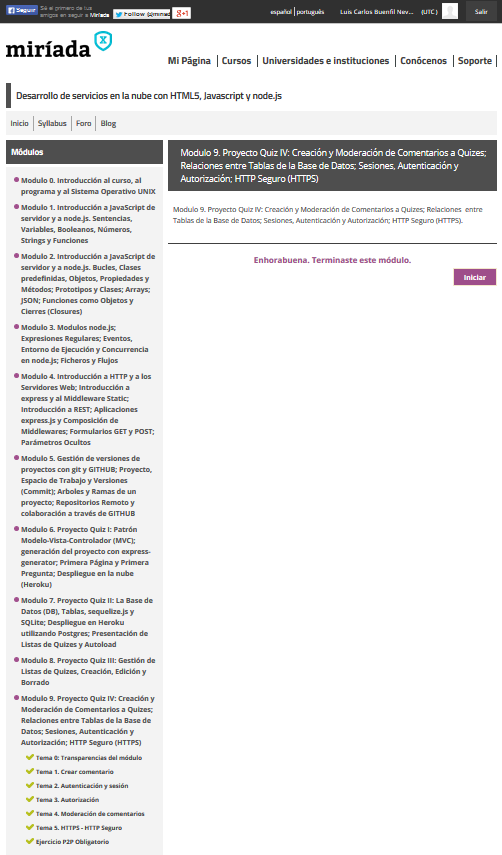 Seguir
Sé el primero de tus
amigos en seguir a Miríada
Follow @miriad
g+1
español | português
Luis Carlos Buenfil Nev...
(UTC )
Salir
miríada X
Mi Página | Cursos | Universidades e instituciones | Conócenos | Soporte |
Desarrollo de servicios en la nube con HTML5, Javascript y node.js
Inicio | Syllabus | Foro | Blog
Módulos
Modulo 0. Introducción al curso, al
programa y al Sistema Operativo UNIX
Modulo 1. Introducción a JavaScript de
servidor y a node.js. Sentencias,
Variables, Booleanos, Números,
Strings y Funciones
Modulo 2. Introducción a JavaScript de
servidor y a node.js. Bucles, Clases
predefinidas, Objetos, Propiedades y
Métodos; Prototipos y Clases; Arrays;
JSON; Funciones como Objetos y
Cierres (Closures)
Modulo 3. Modulos node.js;
Expresiones Regulares; Eventos,
Entorno de Ejecución y Concurrencia
en node.js; Ficheros y Flujos
Modulo 4. Introducción a HTTP y a los
Servidores Web; Introducción a
express y al Middleware Static;
Introducción a REST; Aplicaciones
express.js y Composición de
Middlewares; Formularios GET y POST;
Parámetros Ocultos
Modulo 5. Gestión de versiones de
proyectos con git y GITHUB; Proyecto,
Espacio de Trabajo y Versiones
(Commit); Arboles y Ramas de un
proyecto; Repositorios Remoto y
colaboración a través de GITHUB
Modulo 6. Proyecto Quiz I: Patrón
Modelo-Vista-Controlador (MVC);
generación del proyecto con express-
generator; Primera Página y Primera
Pregunta; Despliegue en la nube
(Heroku)
Modulo 7. Proyecto Quiz II: La Base de
Datos (DB), Tablas, sequelize.js y
SQLite; Despliegue en Heroku
utilizando Postgres; Presentación de
Listas de Quizes y Autoload
Modulo 8. Proyecto Quiz III: Gestión de
Listas de Quizes, Creación, Edición y
Borrado
Modulo 9. Proyecto Quiz IV: Creación y
Moderación de Comentarios a Quizes;
Relaciones entre Tablas de la Base de
Datos; Sesiones, Autenticación y
Autorización; HTTP Seguro (HTTPS)
Tema 0: Transparencias del módulo
Tema 1. Crear comentario
Tema 2. Autenticación y sesión
Tema 3. Autorización
Tema 4. Moderación de comentarios
Tema 5. HTTPS - HTTP Seguro
Ejercicio P2P Obligatorio
Modulo 9. Proyecto Quiz IV: Creación y Moderación de Comentarios a Quizes;
Relaciones entre Tablas de la Base de Datos; Sesiones, Autenticación y
Autorización; HTTP Seguro (HTTPS)
Modulo 9. Proyecto Quiz IV: Creación y Moderación de Comentarios a Quizes; Relaciones entre
Tablas de la Base de Datos; Sesiones, Autenticación y Autorización; HTTP Seguro (HTTPS).
Enhorabuena. Terminaste este módulo.
Iniciar